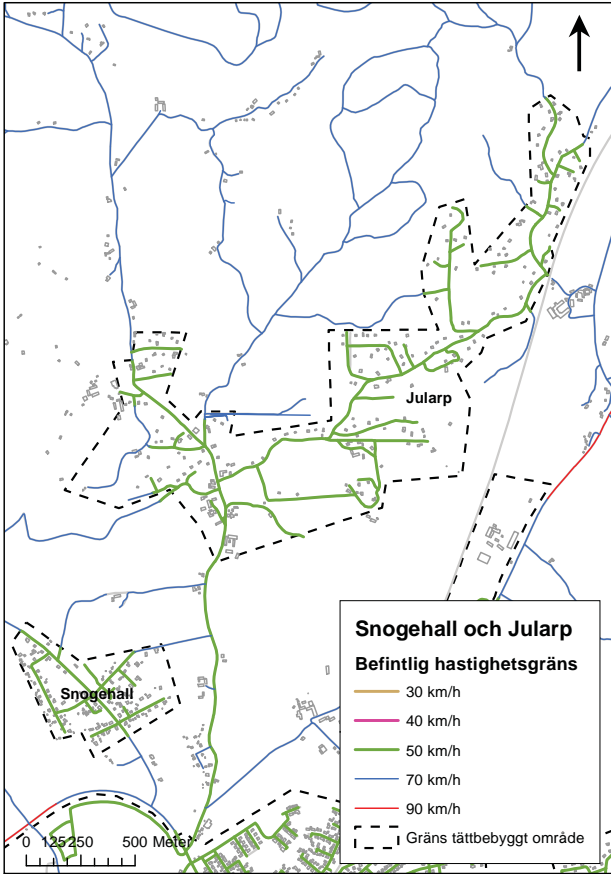 Jularp
Snogehall
Snogehall och Jularp
Befintlig hastighetsgräns
30 km/h
40 km/h
50 km/h
70 km/h
90 km/h
Gräns tättbebyggt område
0 125 250 500 Meter